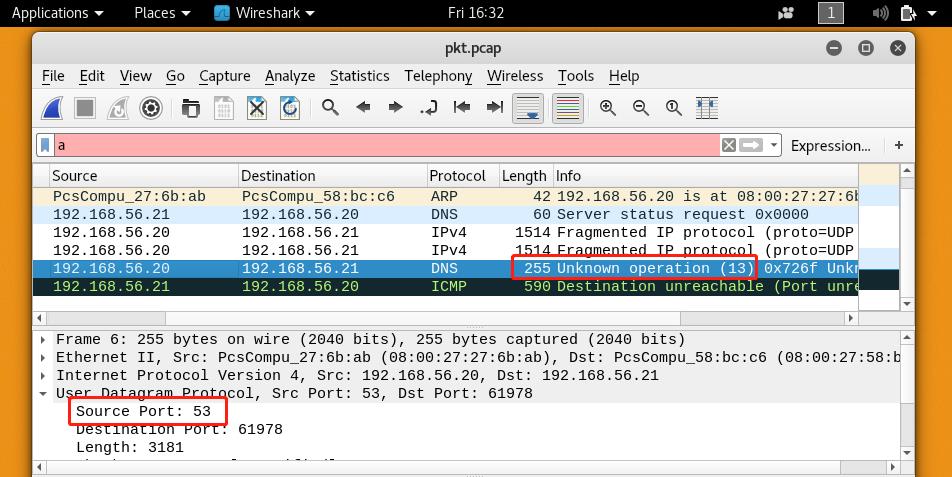 Applications Places Wireshark Fri 16:32 1
pkt.pcap
File Edit View Go Capture Analyze Statistics Telephony Wireless Tools Help
a Expression... +
Source Destination Protocol Length Info
PcsCompu_27:6b:ab PcsCompu_58:bc:c6 ARP 42 192.168.56.20 is at 08:00:27:27:6b
192.168.56.21 192.168.56.20 DNS 60 Server status request 0x0000
192.168.56.20 192.168.56.21 IPv4 1514 Fragmented IP protocol (proto=UDP
192.168.56.20 192.168.56.21 IPv4 1514 Fragmented IP protocol (proto=UDP
192.168.56.20 192.168.56.21 DNS 255 Unknown operation (13) 0x726f Unkn
192.168.56.21 192.168.56.20 ICMP 590 Destination unreachable (Port unre
Frame 6: 255 bytes on wire (2040 bits), 255 bytes captured (2040 bits)
Ethernet II, Src: PcsCompu_27:6b:ab (08:00:27:27:6b:ab), Dst: PcsCompu_58:bc:c6 (08:00:27:58:b
Internet Protocol Version 4, Src: 192.168.56.20, Dst: 192.168.56.21
User Datagram Protocol, Src Port: 53, Dst Port: 61978
Source Port: 53
Destination Port: 61978
Length: 3181